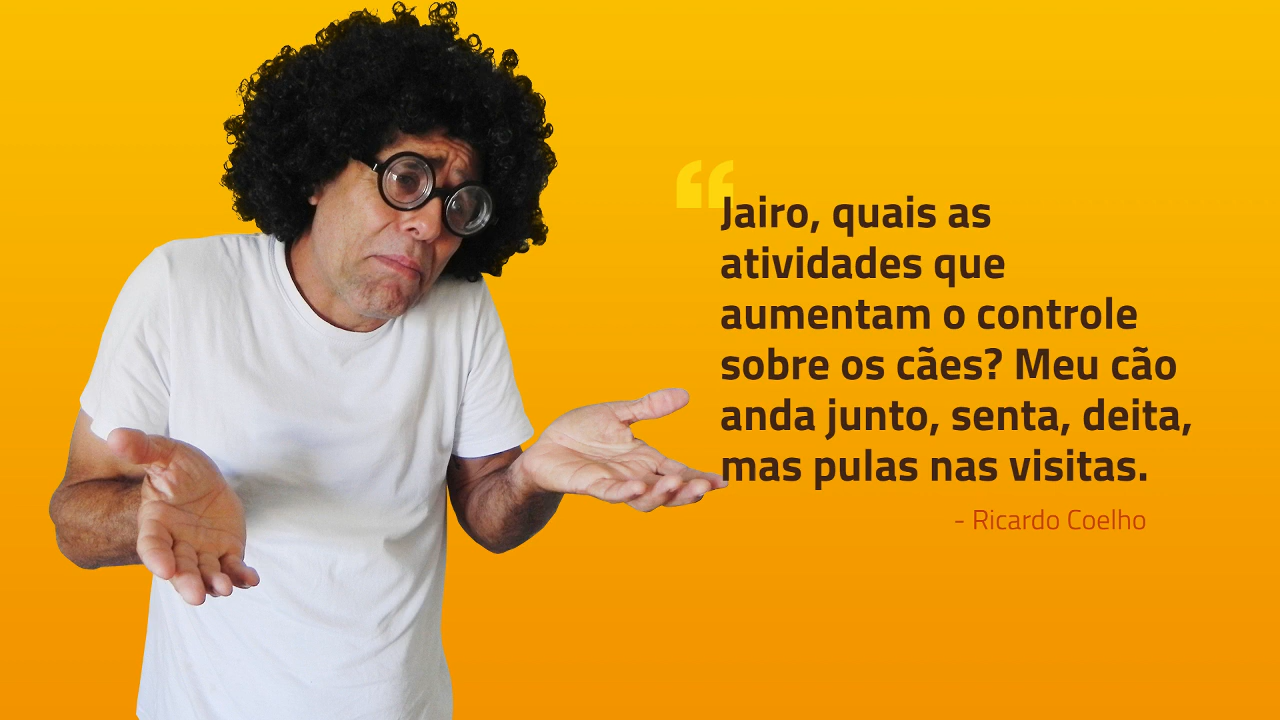 “Jairo, quais as
atividades que
aumentam o controle
sobre os cães? Meu cão
anda junto, senta, deita,
mas pulas nas visitas.
- Ricardo Coelho